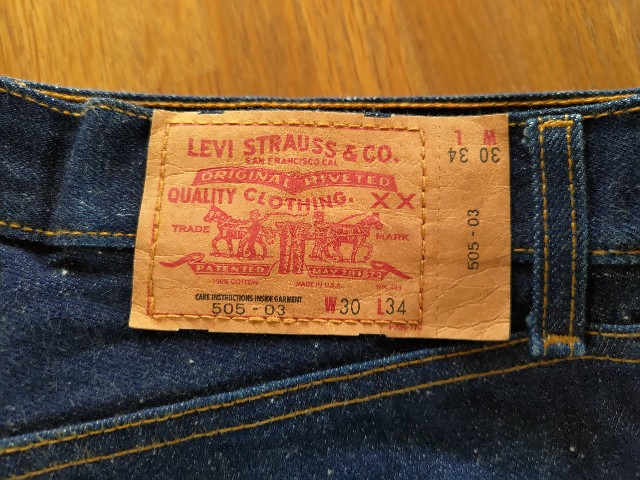 LEVI STRAUSS & CO.
SAN FRANCISCO CAL
ORIGINAL RIVETED
QUALITY CLOTHING. XX
TRADE MARK
PATENTED MAY 20 1873
100% COTTON MADE IN U.S.A.
CARE INSTRUCTIONS INSIDE GARMENT
505-03 W30 L34
W L
30 34
505-03